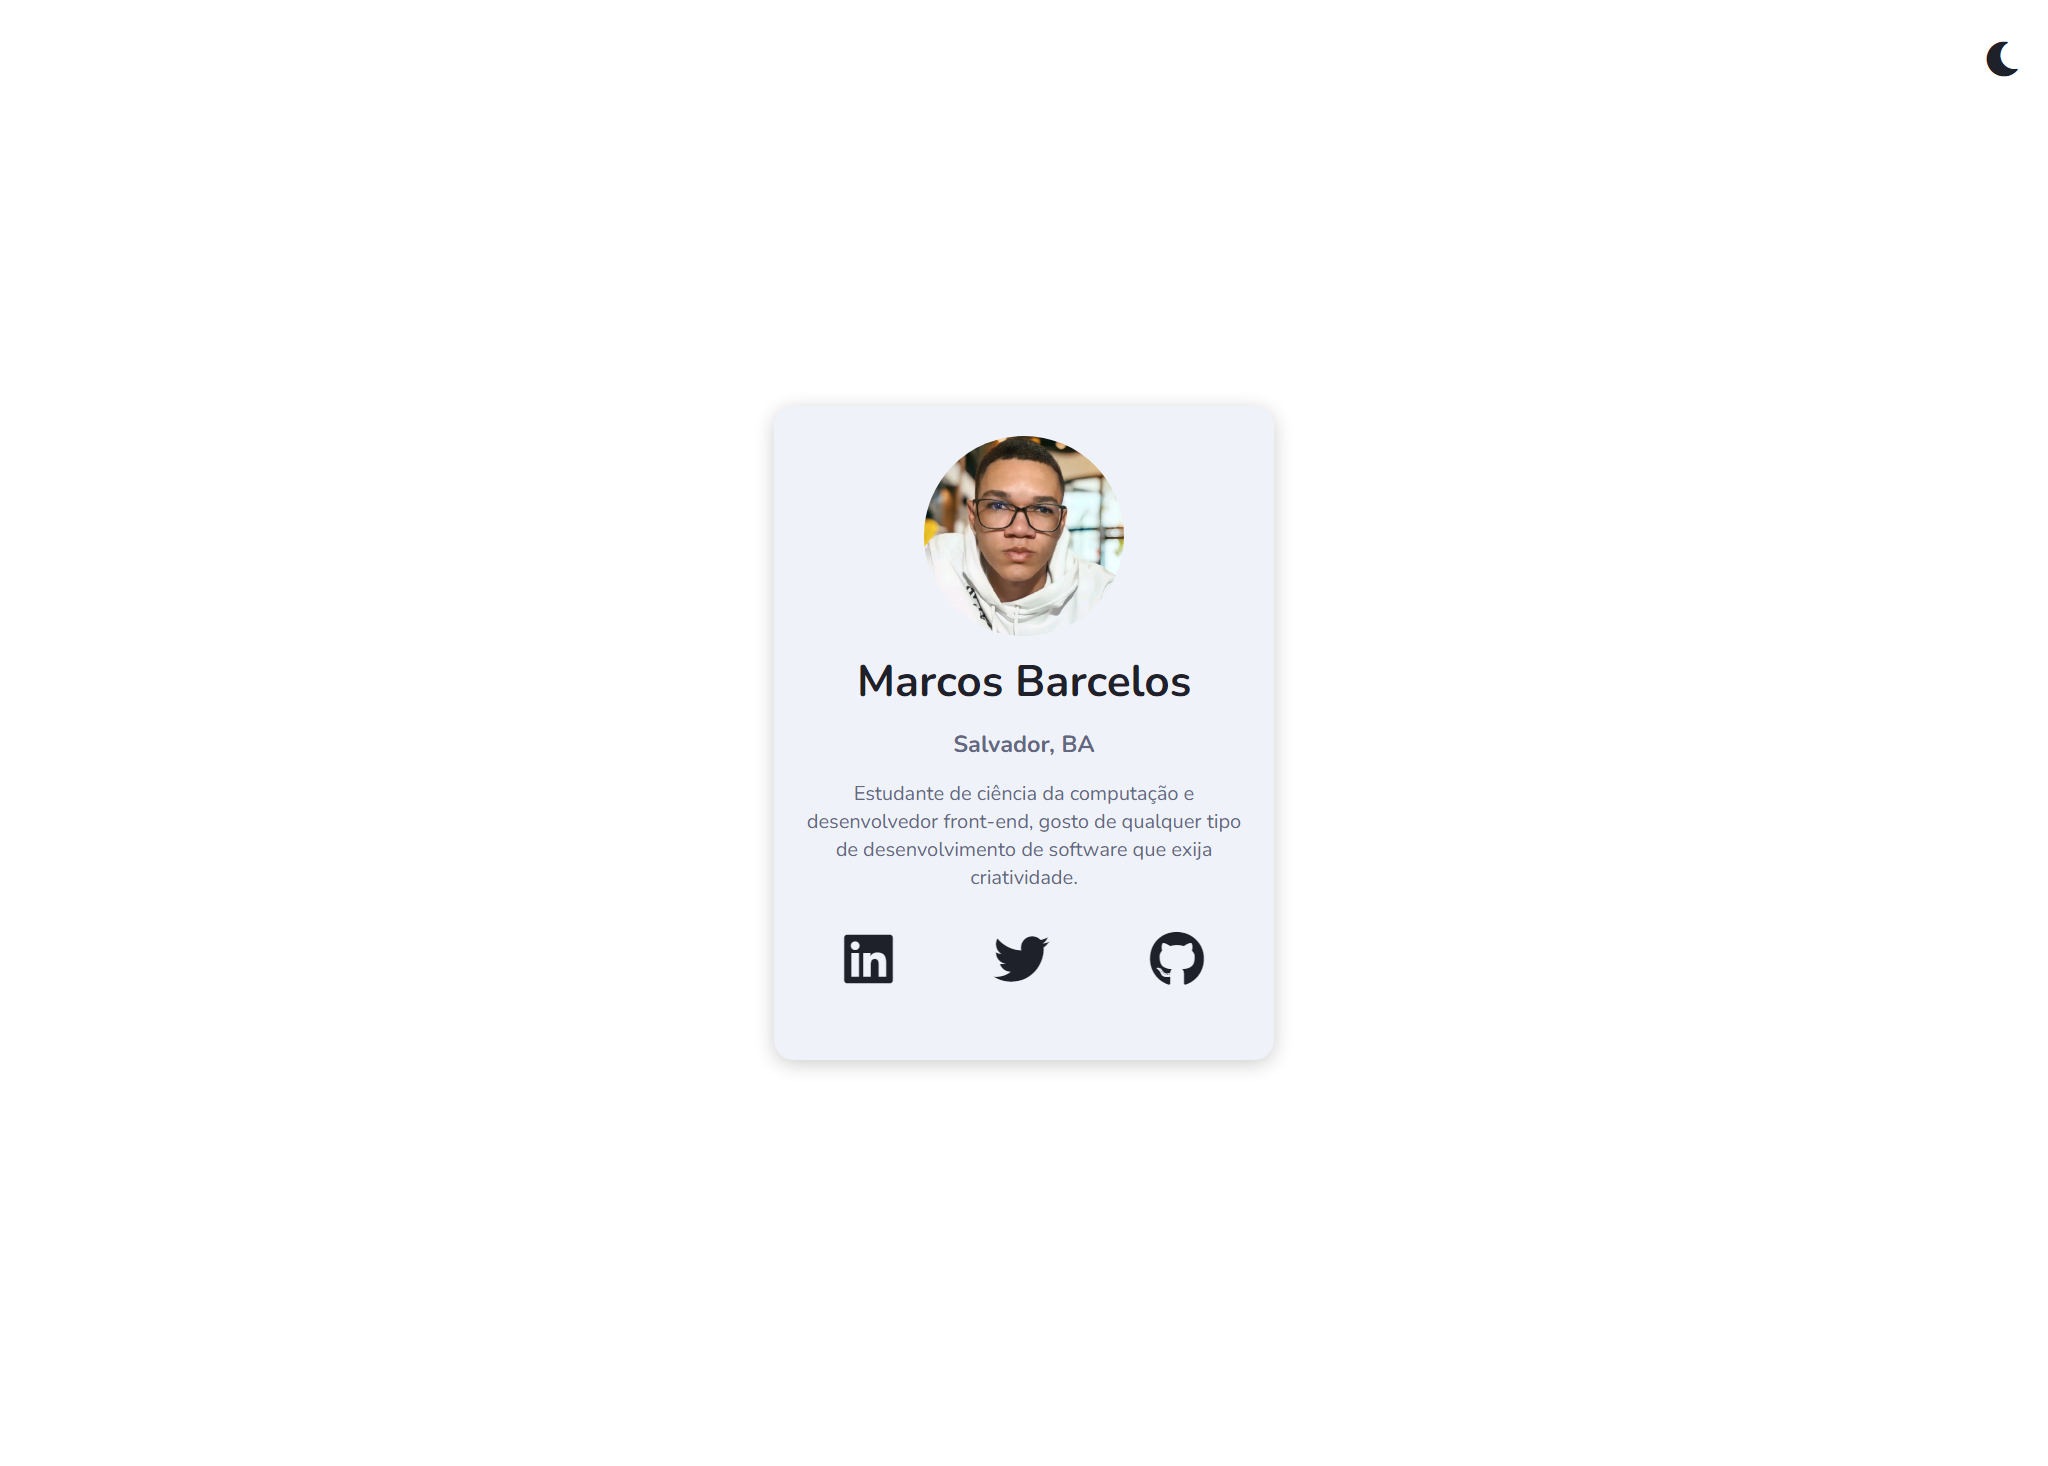 Marcos Barcelos
Salvador, BA
Estudante de ciência da computação e
desenvolvedor front-end, gosto de qualquer tipo
de desenvolvimento de software que exija
criatividade.
in